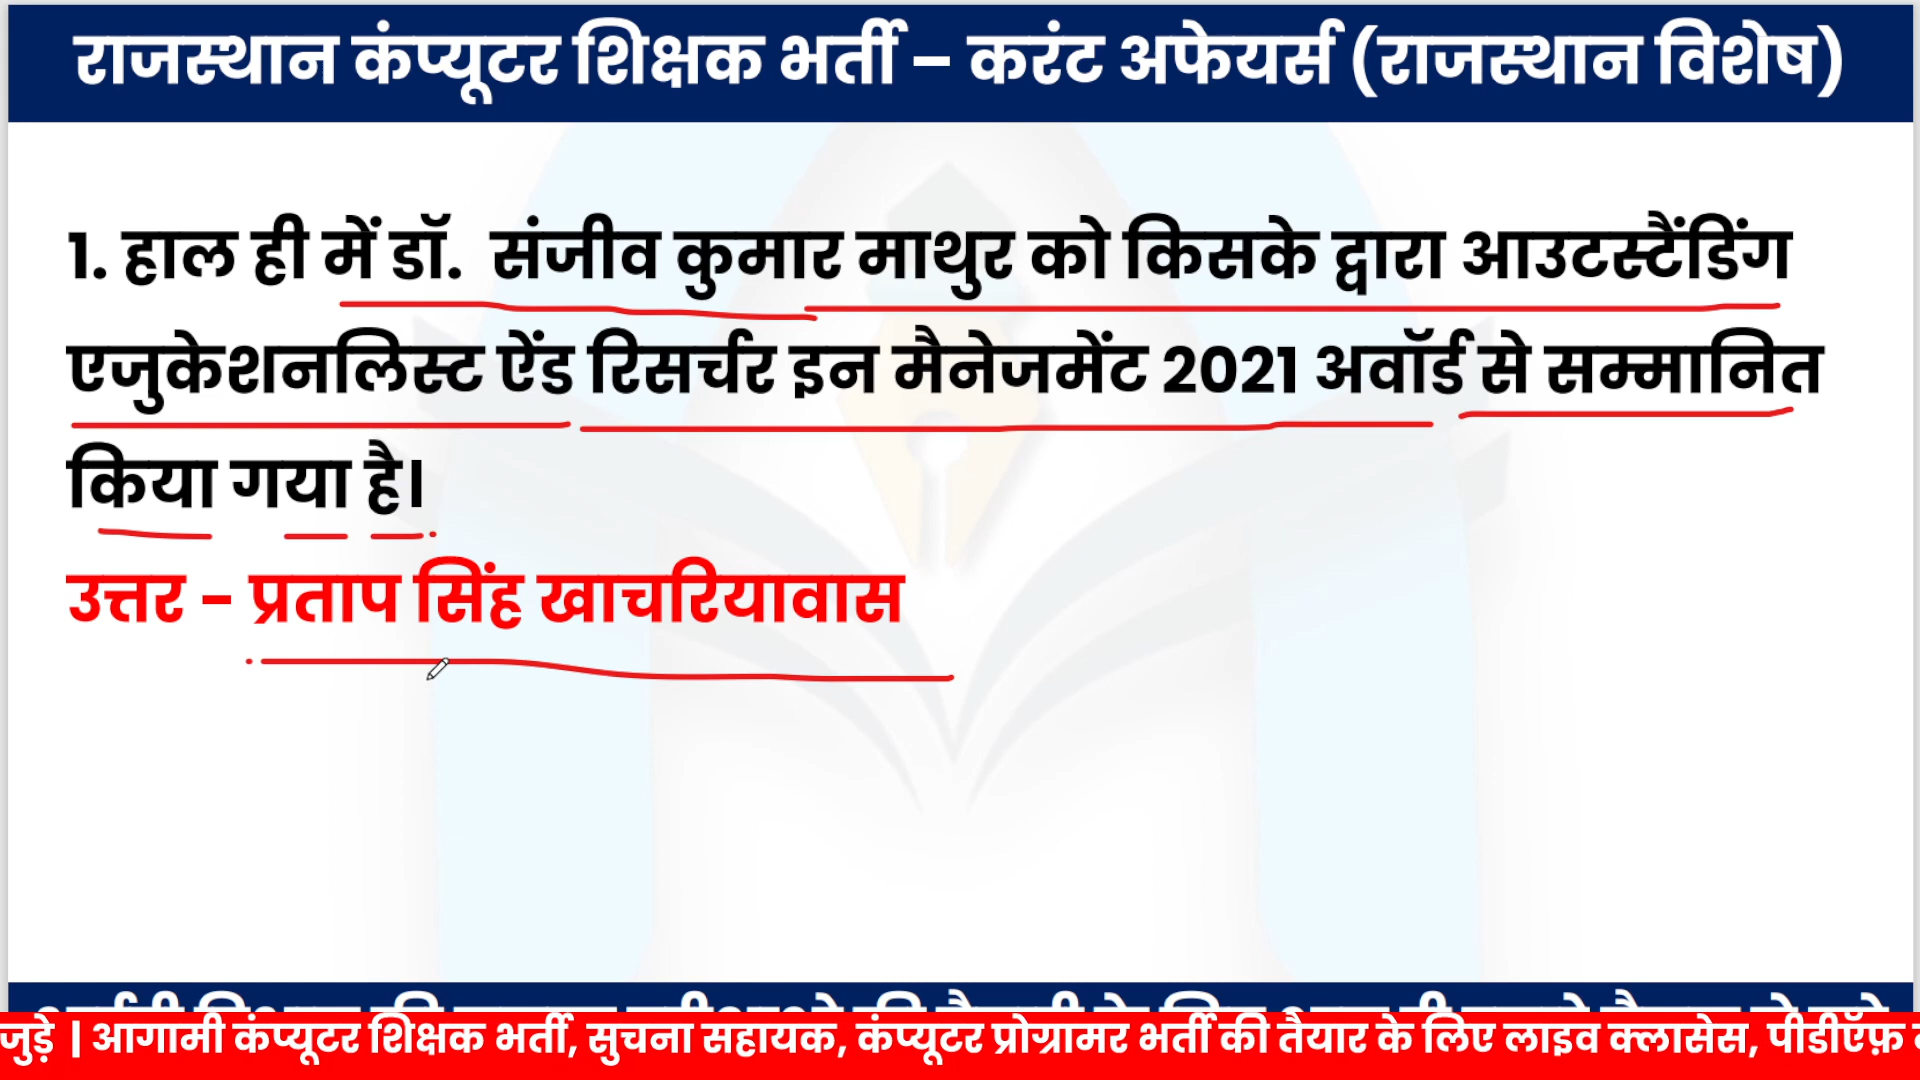 राजस्थान कंप्यूटर शिक्षक भर्ती – करंट अफेयर्स (राजस्थान विशेष)
1. हाल ही में डॉ. संजीव कुमार माथुर को किसके द्वारा आउटस्टैंडिंग
एजुकेशनलिस्ट ऐंड रिसर्चर इन मैनेजमेंट 2021 अवॉर्ड से सम्मानित
किया गया है।
उत्तर - प्रताप सिंह खाचरियावास
जुड़े | आगामी कंप्यूटर शिक्षक भर्ती, सुचना सहायक, कंप्यूटर प्रोग्रामर भर्ती की तैयार के लिए लाइव क्लासेस, पीडीएफ़